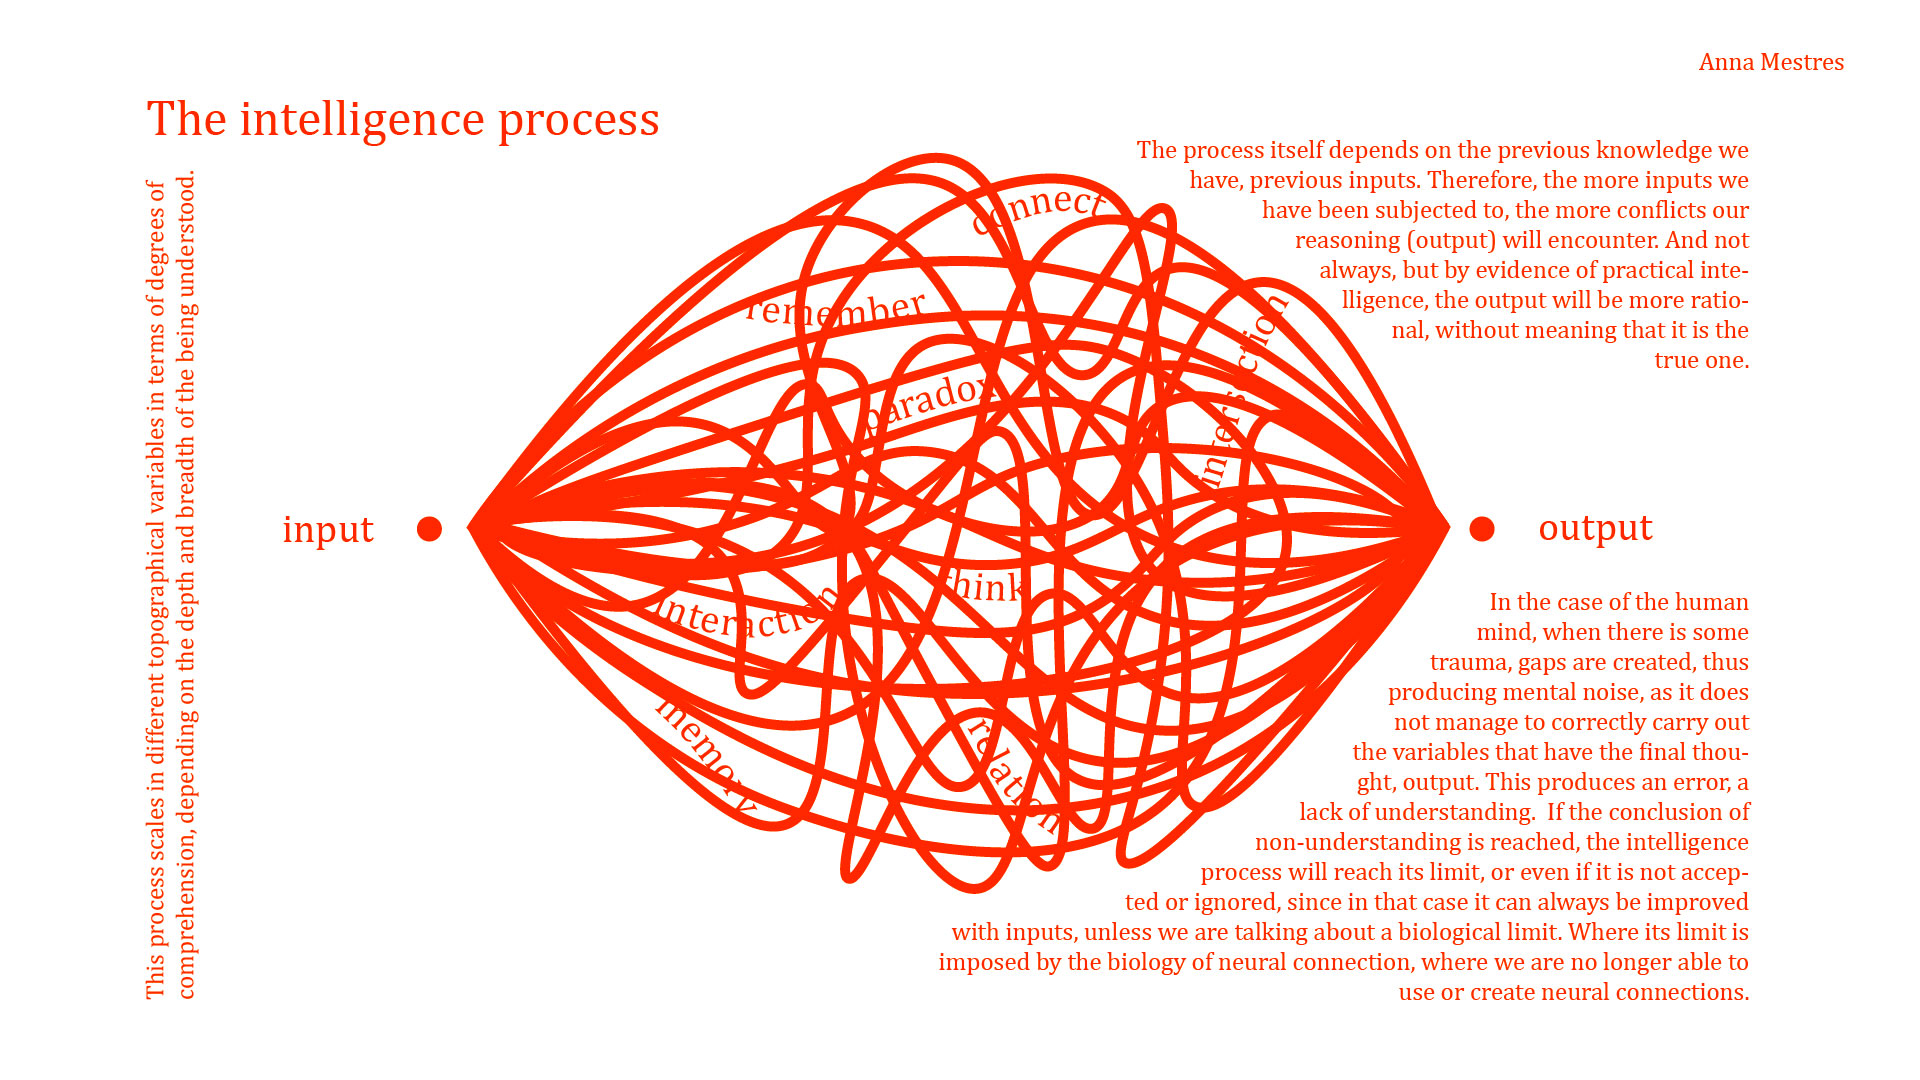 Anna Mestres
The intelligence process
This process scales in different topographical variables in terms of degrees of
comprehension, depending on the depth and breadth of the being understood.
The process itself depends on the previous knowledge we
have, previous inputs. Therefore, the more inputs we
have been subjected to, the more conflicts our
reasoning (output) will encounter. And not
always, but by evidence of practical inte-
lligence, the output will be more ratio-
nal, without meaning that it is the
true one.
connect
remember
intersection
paradox
input
output
think
interaction
memory
relation
In the case of the human
mind, when there is some
trauma, gaps are created, thus
producing mental noise, as it does
not manage to correctly carry out
the variables that have the final thou-
ght, output. This produces an error, a
lack of understanding.  If the conclusion of
non-understanding is reached, the intelligence
process will reach its limit, or even if it is not accep-
ted or ignored, since in that case it can always be improved
with inputs, unless we are talking about a biological limit. Where its limit is
imposed by the biology of neural connection, where we are no longer able to
use or create neural connections.